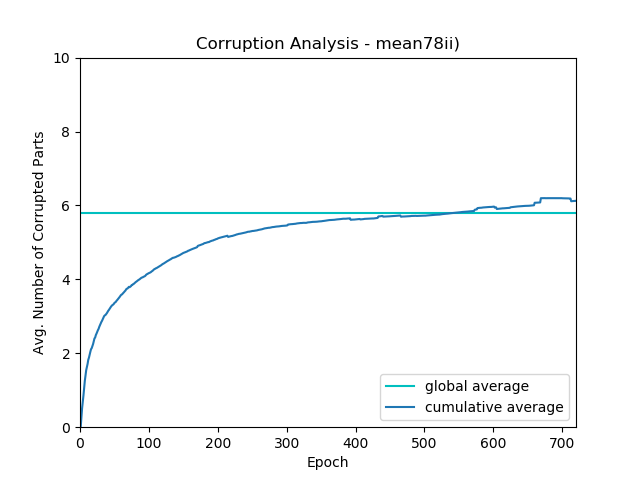 Corruption Analysis - mean78ii)
Avg. Number of Corrupted Parts
10
8
6
4
2
0
0 100 200 300 400 500 600 700
Epoch
global average
cumulative average